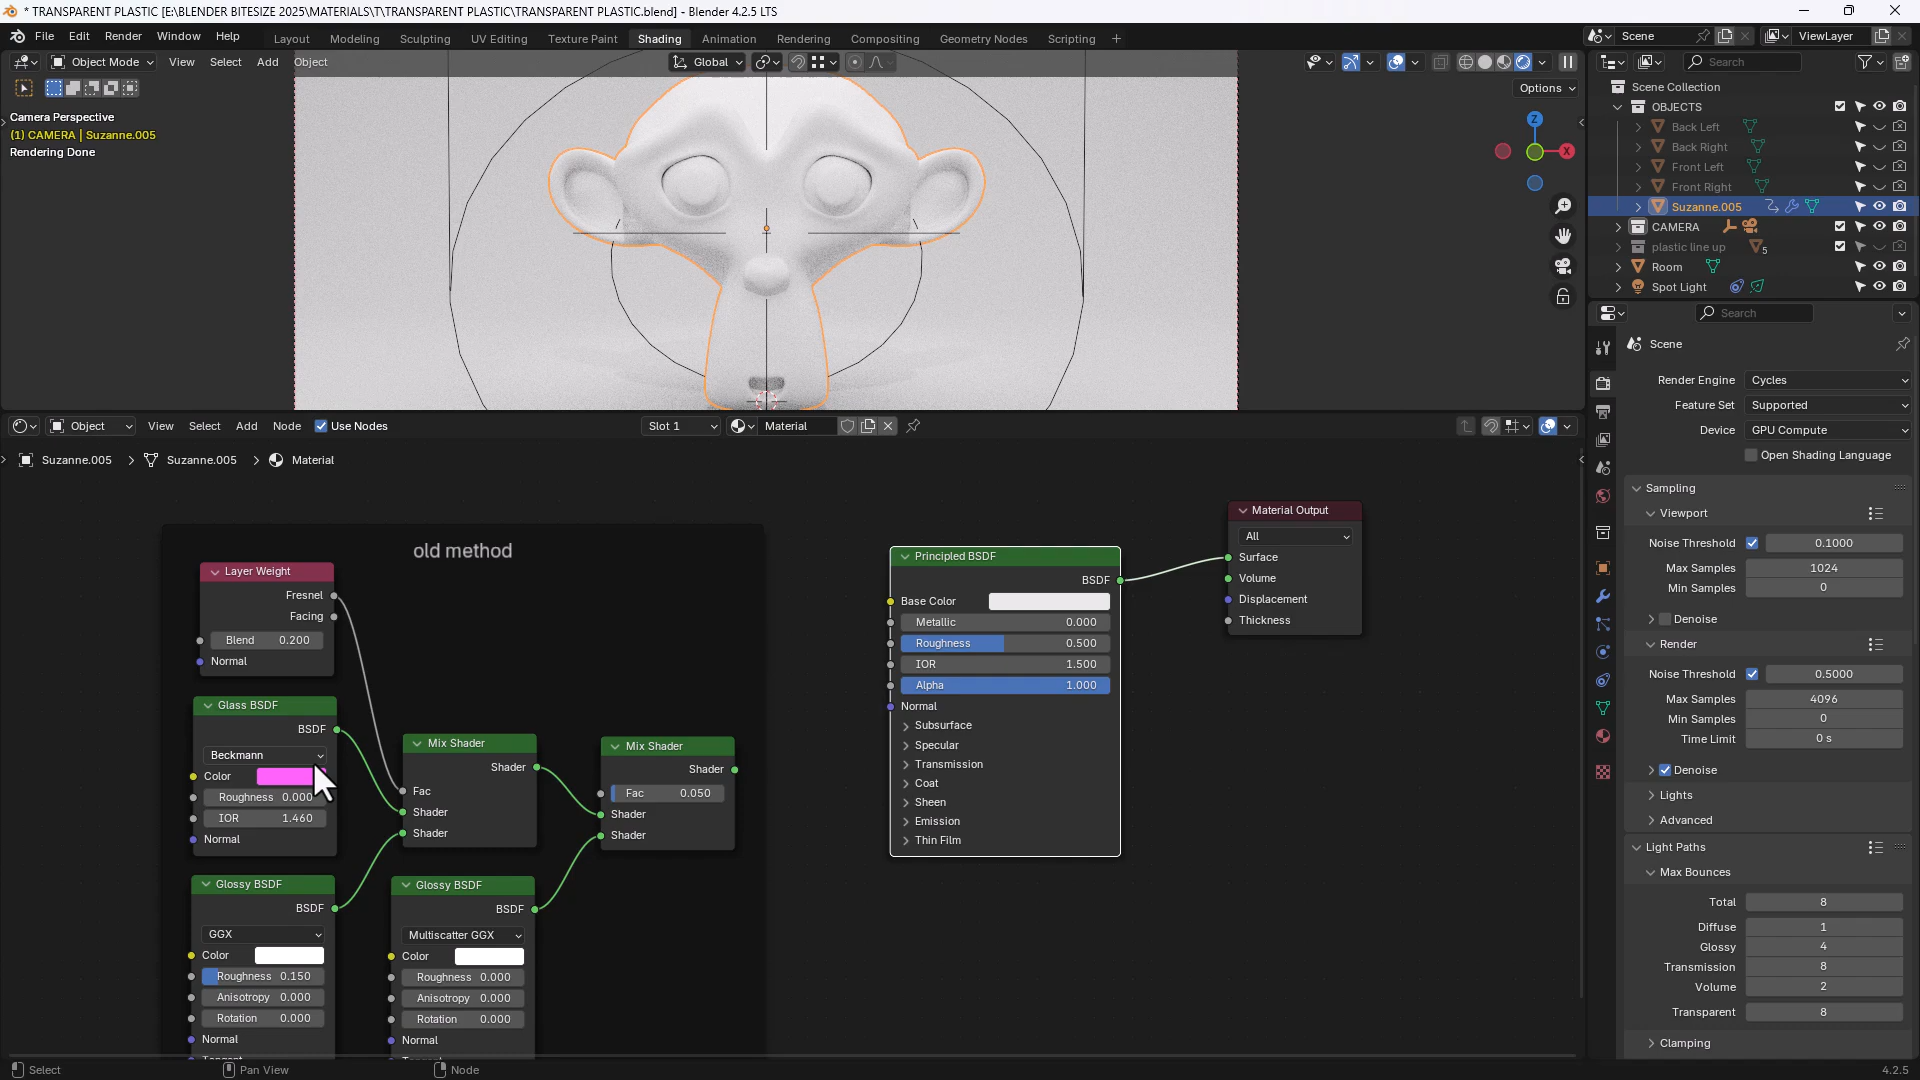 * TRANSPARENT PLASTIC [E:\BLENDER BITESIZE 2025\MATERIALS\T\TRANSPARENT PLASTIC\TRANSPARENT PLASTIC.blend] - Blender 4.2.5 LTS
File Edit Render Window Help Layout Modeling Sculpting UV Editing Texture Paint Shading Animation Rendering Compositing Geometry Nodes Scripting + Scene ViewLayer
Object Mode View Select Add Object Global Search
Options
Camera Perspective
(1) CAMERA | Suzanne.005
Rendering Done
Z
X
Scene Collection
OBJECTS
Back Left
Back Right
Front Left
Front Right
Suzanne.005
CAMERA
plastic line up 5
Room
Spot Light
Search
Scene
Render Engine Cycles
Feature Set Supported
Device GPU Compute
Open Shading Language
Sampling
Viewport
Noise Threshold 0.1000
Max Samples 1024
Min Samples 0
Denoise
Render
Noise Threshold 0.5000
Max Samples 4096
Min Samples 0
Time Limit 0 s
Denoise
Lights
Advanced
Light Paths
Max Bounces
Total 8
Diffuse 1
Glossy 4
Transmission 8
Volume 2
Transparent 8
Clamping
Object View Select Add Node Use Nodes Slot 1 Material
Suzanne.005 > Suzanne.005 > Material
old method
Layer Weight
Fresnel
Facing
Blend 0.200
Normal
Glass BSDF
BSDF
Beckmann
Color
Roughness 0.000
IOR 1.460
Normal
Mix Shader
Shader
Fac
Shader
Shader
Mix Shader
Shader
Fac 0.050
Shader
Shader
Glossy BSDF
BSDF
GGX
Color
Roughness 0.150
Anisotropy 0.000
Rotation 0.000
Normal
Glossy BSDF
BSDF
Multiscatter GGX
Color
Roughness 0.000
Anisotropy 0.000
Rotation 0.000
Normal
Principled BSDF
BSDF
Base Color
Metallic 0.000
Roughness 0.500
IOR 1.500
Alpha 1.000
Normal
Subsurface
Specular
Transmission
Coat
Sheen
Emission
Thin Film
Material Output
All
Surface
Volume
Displacement
Thickness
Select Pan View Node 4.2.5